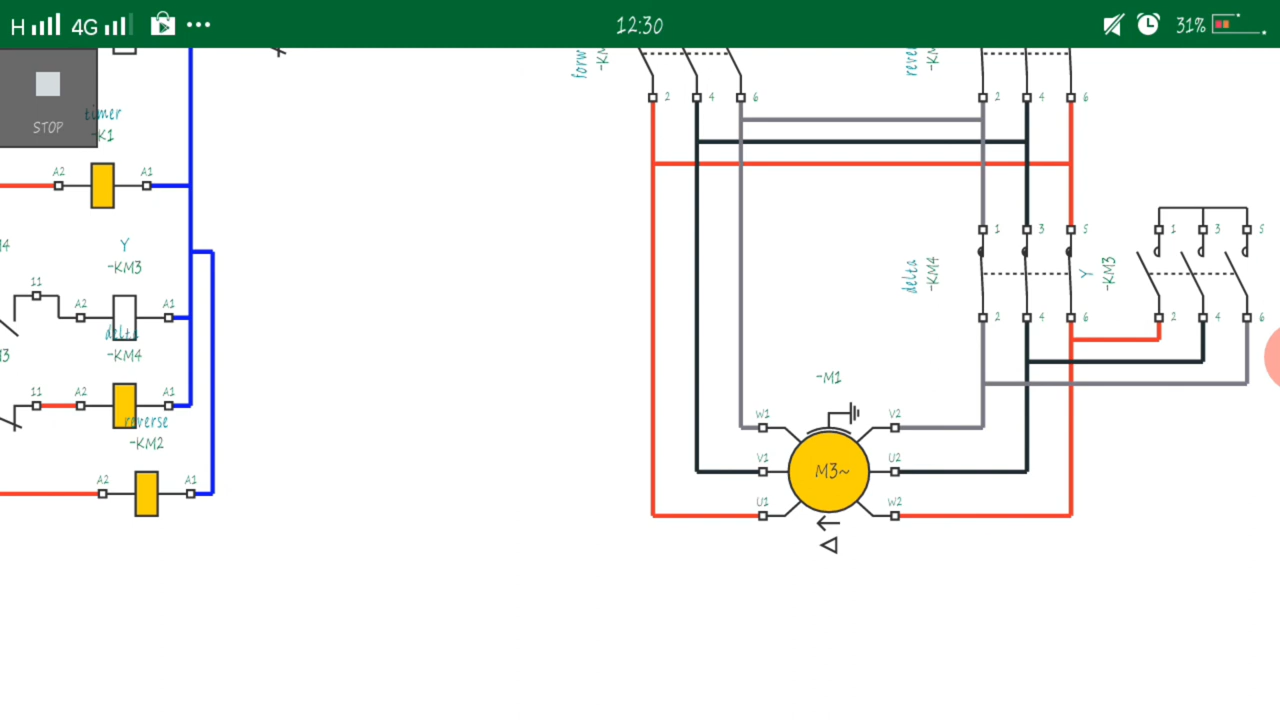 H 4G 12:30 31%
STOP
timer
-K1
A2 A1
Y
-KM3
11 A2 A1
delta
-KM4
11 A2 A1
reverse
-KM2
A2 A1
2 4 6
2 4 6
1 3 5
delta
-KM4
2 4 6
1 3 5
Y
-KM3
2 4 6
-M1
W1 V2
V1 M3~ U2
U1 W2